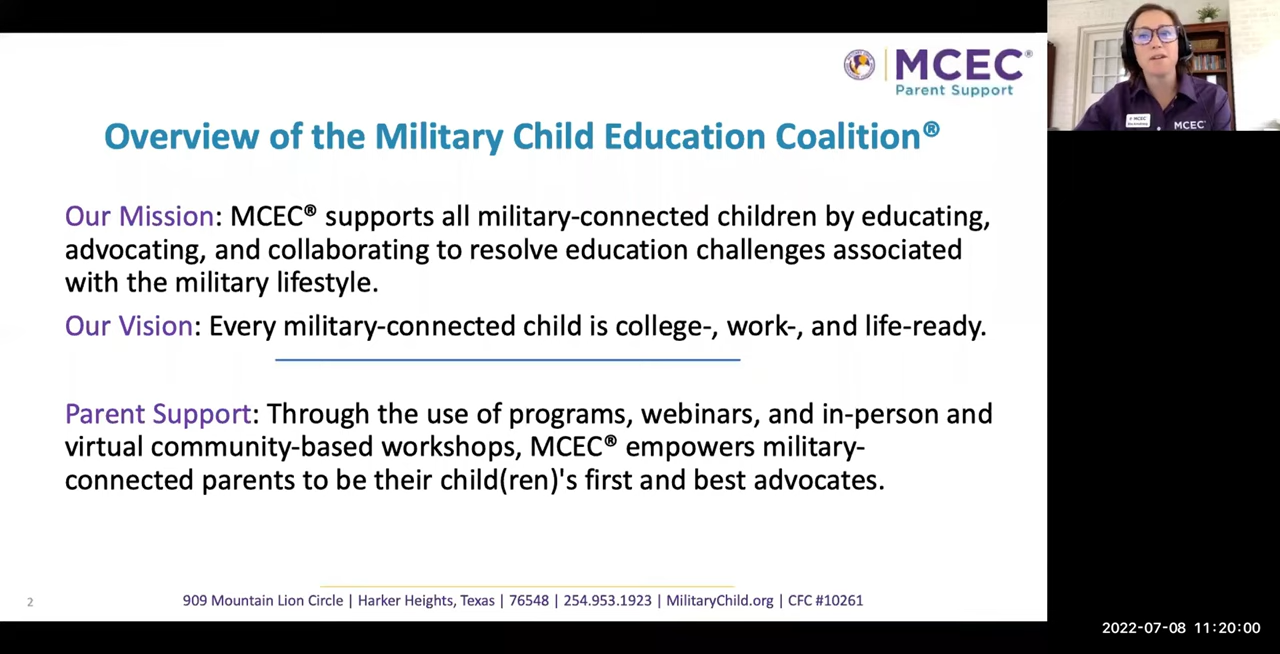 MCEC®
Parent Support
Overview of the Military Child Education Coalition®
Our Mission: MCEC® supports all military-connected children by educating,
advocating, and collaborating to resolve education challenges associated
with the military lifestyle.
Our Vision: Every military-connected child is college-, work-, and life-ready.
Parent Support: Through the use of programs, webinars, and in-person and
virtual community-based workshops, MCEC® empowers military-
connected parents to be their child(ren)'s first and best advocates.
2
909 Mountain Lion Circle | Harker Heights, Texas | 76548 | 254.953.1923 | MilitaryChild.org | CFC #10261
MCEC
MCEC
2022-07-08 11:20:00